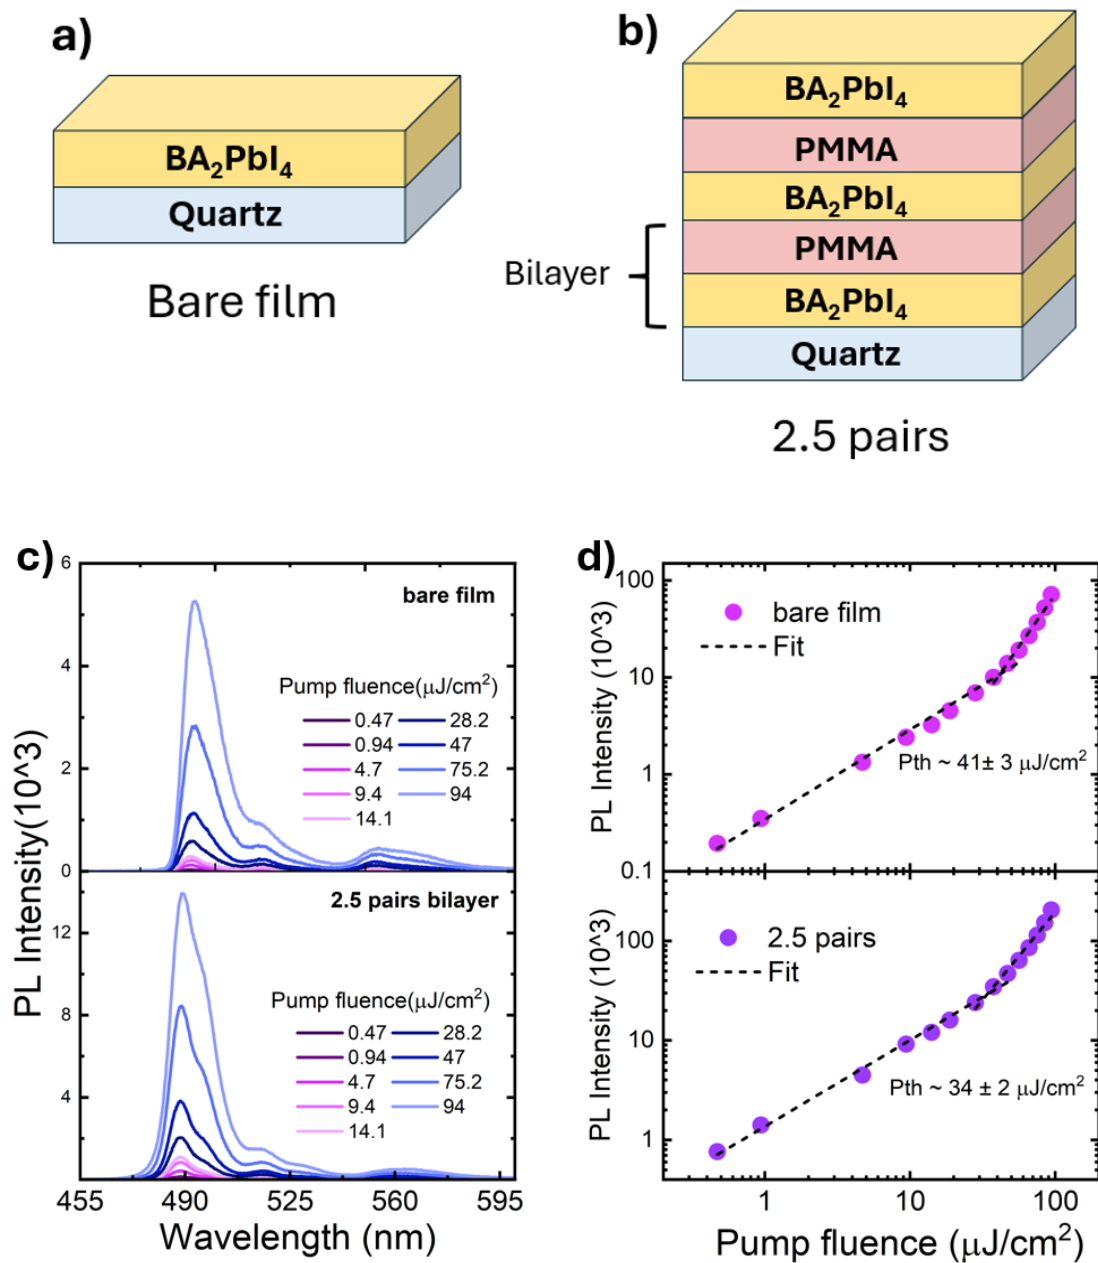 a)
BA₂PbI₄
Quartz
Bare film
b)
BA₂PbI₄
PMMA
BA₂PbI₄
PMMA
BA₂PbI₄
Quartz
Bilayer
2.5 pairs
c)
PL Intensity(10^3)
6
4
2
0
bare film
Pump fluence(μJ/cm²)
0.47 28.2
0.94 47
4.7 75.2
9.4 94
14.1
12
8
4
2.5 pairs bilayer
Pump fluence(μJ/cm²)
0.47 28.2
0.94 47
4.7 75.2
9.4 94
14.1
455 490 525 560 595
Wavelength (nm)
d)
PL Intensity (10^3)
100
10
1
0.1
bare film
Fit
Pth ~ 41± 3 μJ/cm²
PL Intensity (10^3)
100
10
1
2.5 pairs
Fit
Pth ~ 34 ± 2 μJ/cm²
1 10 100
Pump fluence (μJ/cm²)